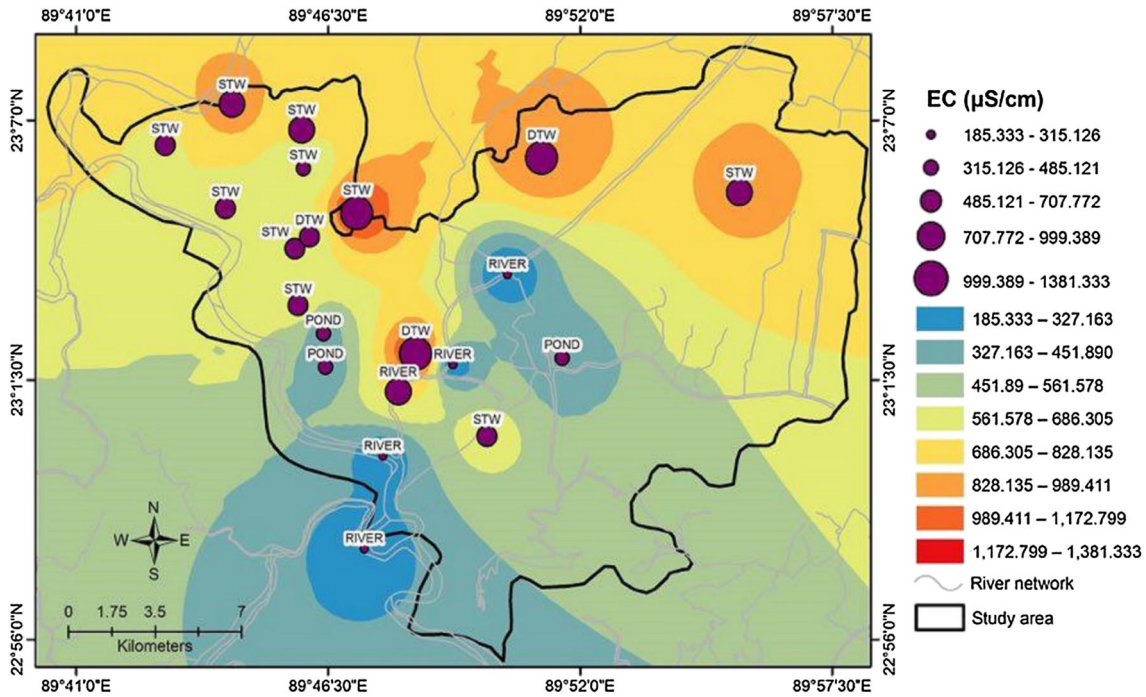 89°41'0"E 89°46'30"E 89°52'0"E 89°57'30"E
23°7'0"N
23°1'30"N
22°56'0"N
23°7'0"N
23°1'30"N
22°56'0"N
STW
STW
STW
STW
DTW
STW
STW
STW
DTW
STW
RIVER
STW
POND
DTW
POND
RIVER
POND
RIVER
STW
RIVER
RIVER
N
W E
S
0 1.75 3.5 7
Kilometers
89°41'0"E 89°46'30"E 89°52'0"E 89°57'30"E
EC (µS/cm)
185.333 - 315.126
315.126 - 485.121
485.121 - 707.772
707.772 - 999.389
999.389 - 1381.333
185.333 – 327.163
327.163 – 451.890
451.89 – 561.578
561.578 – 686.305
686.305 – 828.135
828.135 – 989.411
989.411 – 1,172.799
1,172.799 – 1,381.333
River network
Study area